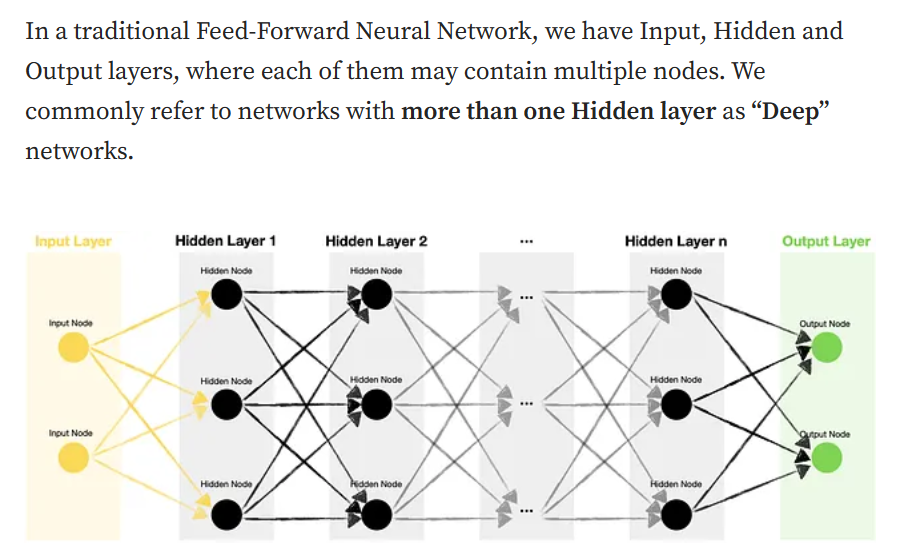 In a traditional Feed-Forward Neural Network, we have Input, Hidden and
Output layers, where each of them may contain multiple nodes. We
commonly refer to networks with more than one Hidden layer as “Deep”
networks.
Input Layer
Hidden Layer 1
Hidden Layer 2
...
Hidden Layer n
Output Layer
Hidden Node
Hidden Node
...
Hidden Node
Input Node
Output Node
Hidden Node
Hidden Node
...
Hidden Node
Input Node
Output Node
Hidden Node
Hidden Node
...
Hidden Node